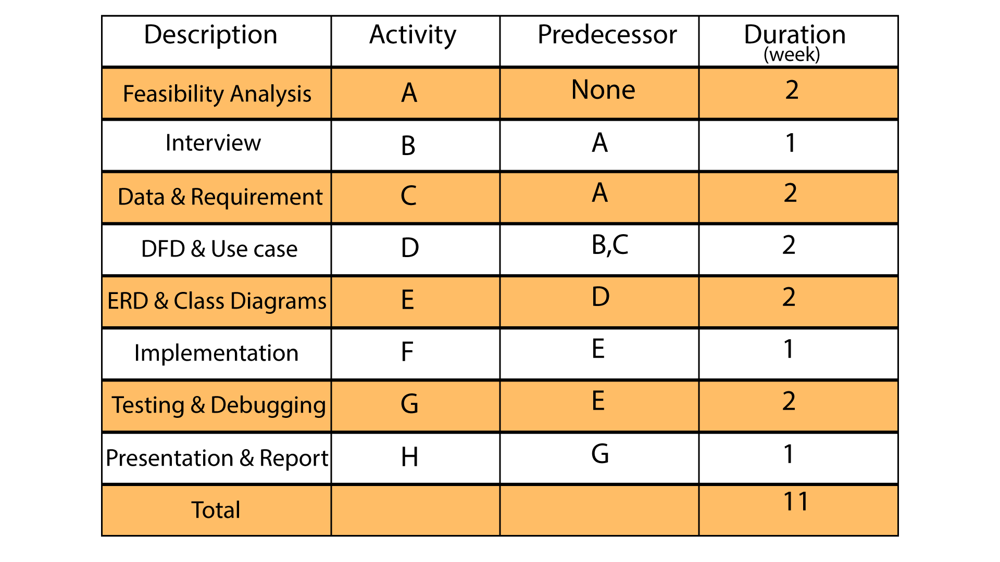 Description Activity Predecessor Duration
(week)
Feasibility Analysis A None 2
Interview B A 1
Data & Requirement C A 2
DFD & Use case D B,C 2
ERD & Class Diagrams E D 2
Implementation F E 1
Testing & Debugging G E 2
Presentation & Report H G 1
Total 11